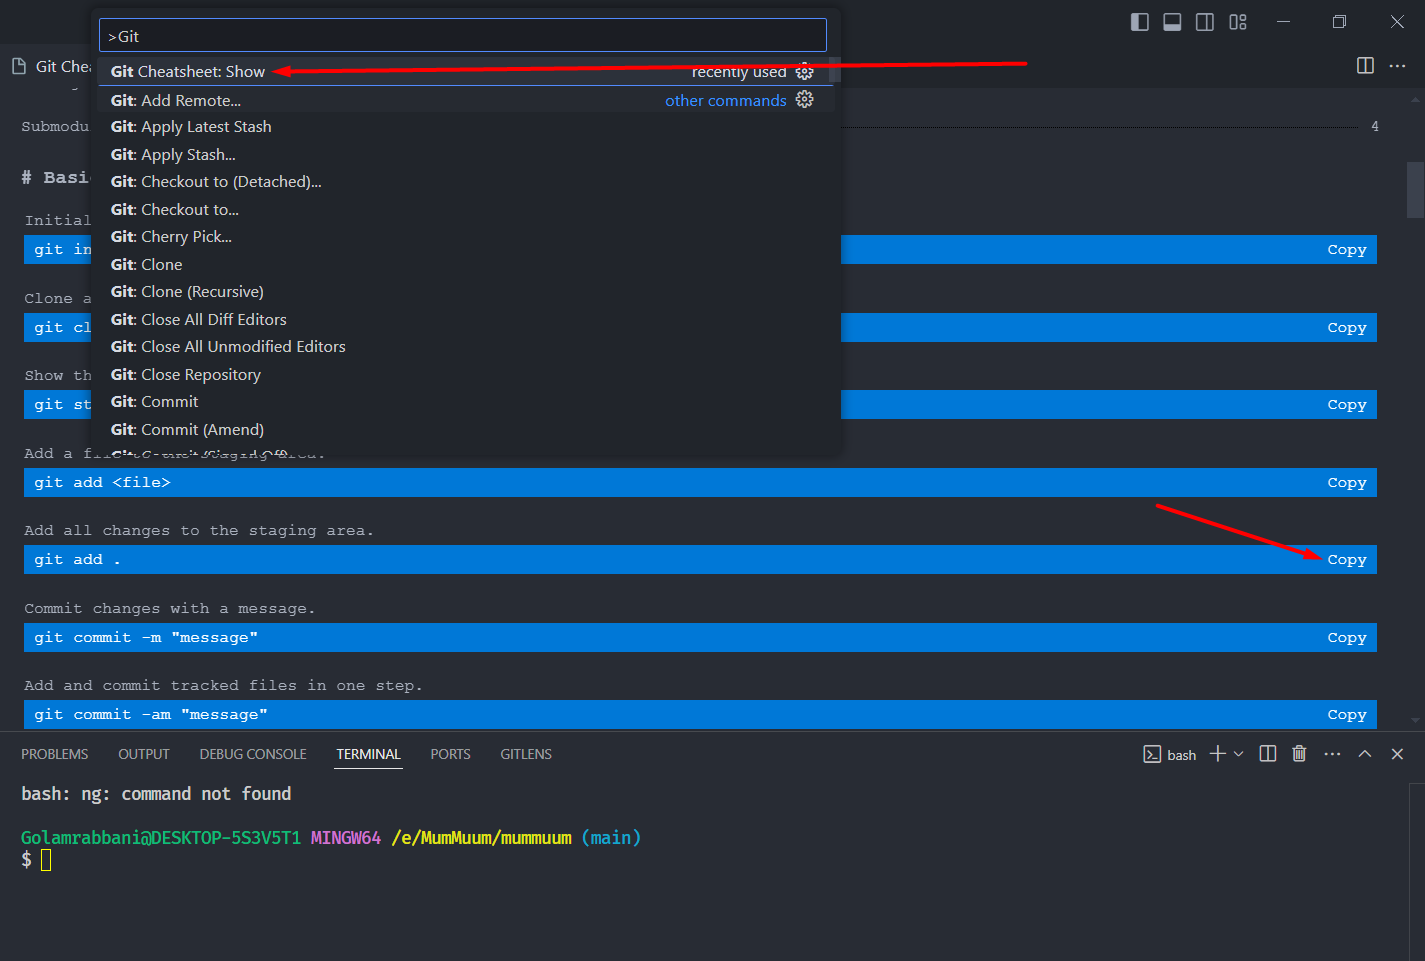 >Git
Git Chea
Git Cheatsheet: Show recently used
Git: Add Remote... other commands
Git: Apply Latest Stash
Submodu 4
Git: Apply Stash...
# Basi
Git: Checkout to (Detached)...
Git: Checkout to...
Initial
Git: Cherry Pick...
git in Copy
Git: Clone
Git: Clone (Recursive)
Clone a
Git: Close All Diff Editors
git cl Copy
Git: Close All Unmodified Editors
Git: Close Repository
Show th
Git: Commit
git st Copy
Git: Commit (Amend)
Add a
git add <file> Copy
Add all changes to the staging area.
git add . Copy
Commit changes with a message.
git commit -m "message" Copy
Add and commit tracked files in one step.
git commit -am "message" Copy
PROBLEMS OUTPUT DEBUG CONSOLE TERMINAL PORTS GITLENS bash
bash: ng: command not found
Golamrabbani@DESKTOP-5S3V5T1 MINGW64 /e/MumMuum/mummuum (main)
$